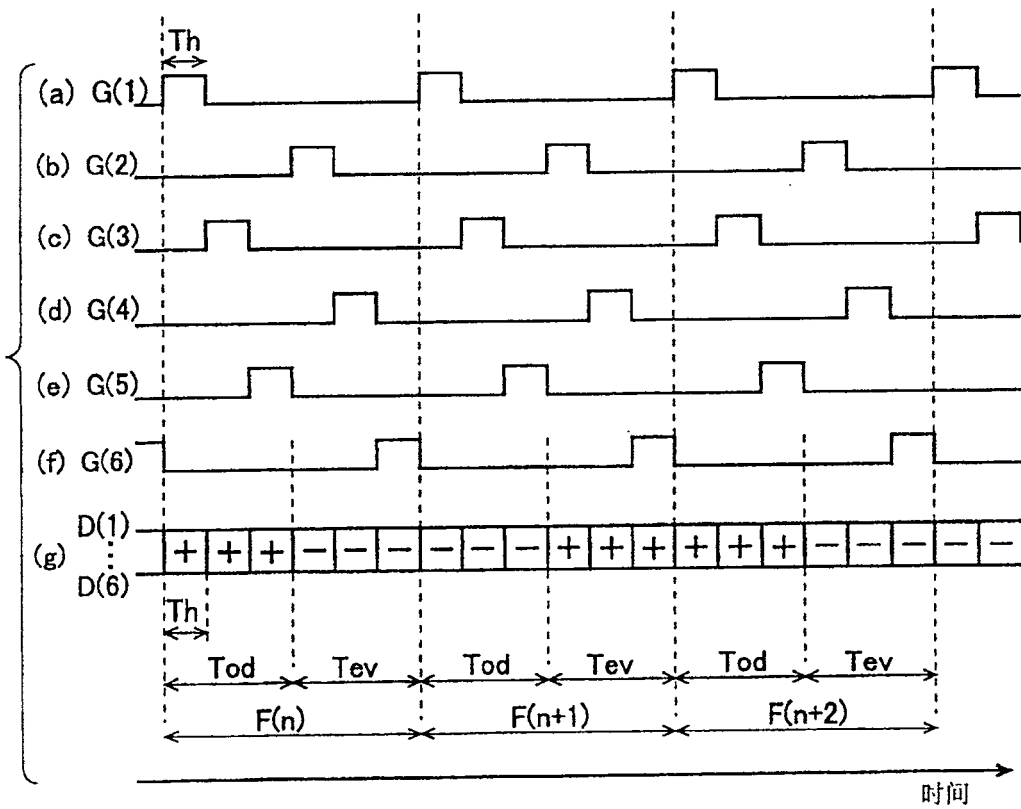 Th
(a) G(1)
(b) G(2)
(c) G(3)
(d) G(4)
(e) G(5)
(f) G(6)
D(1)
(g) ⋮ + + + − − − − − − + + + + + + − − − − −
D(6)
Th
Tod Tev Tod Tev Tod Tev
F(n) F(n+1) F(n+2)
时间